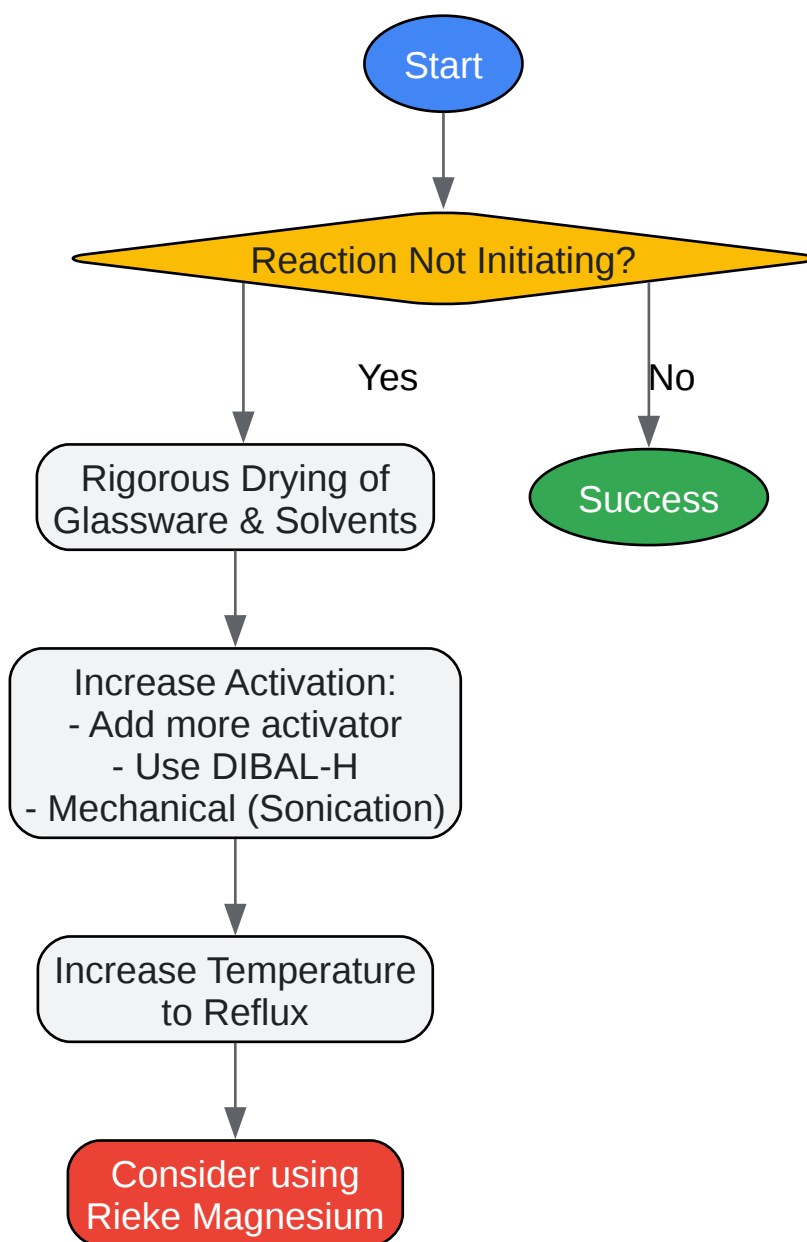 Start
Reaction Not Initiating?
Yes
No
Rigorous Drying of
Glassware & Solvents
Success
Increase Activation:
- Add more activator
- Use DIBAL-H
- Mechanical (Sonication)
Increase Temperature
to Reflux
Consider using
Rieke Magnesium